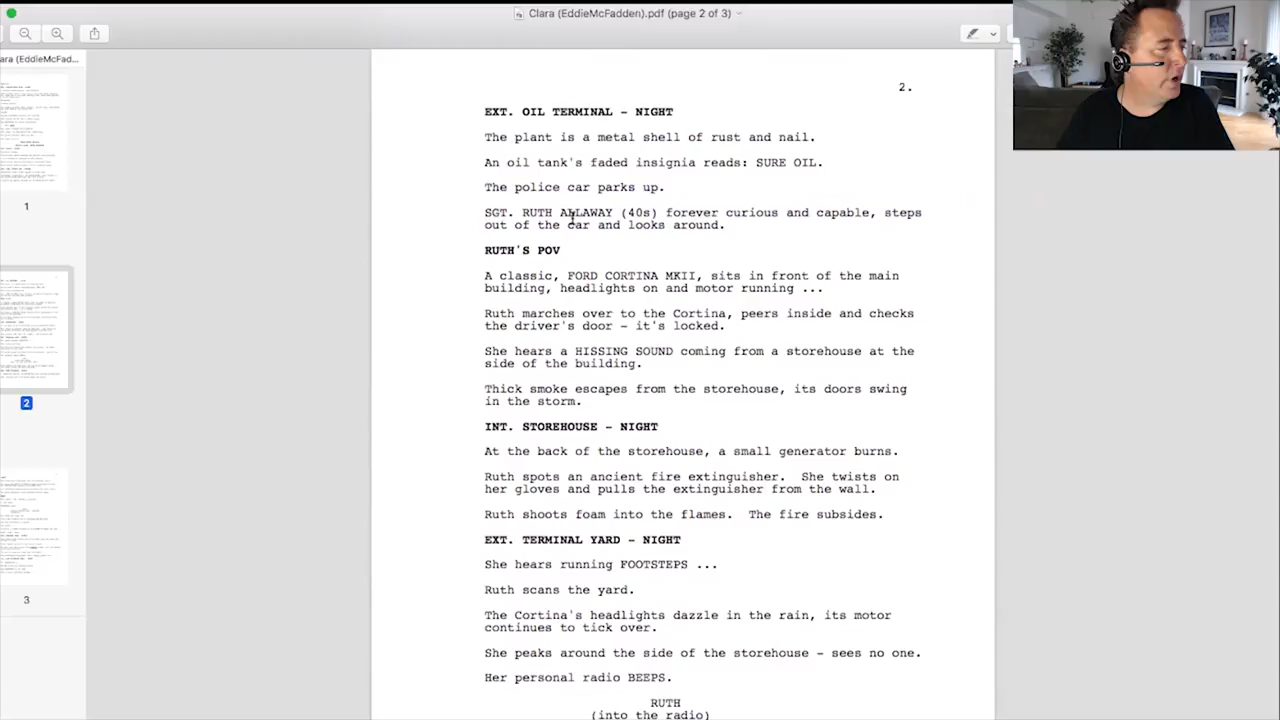 Clara (EddieMcFadden).pdf (page 2 of 3)
ara (EddieMcFad...
1
2
3
2.
EXT. OIL TERMINAL - NIGHT
The place is a metal hell of rust and nail.
An oil tank's faded insignia reads: SURE OIL.
The police car parks up.
SGT. RUTH ALLAWAY (40s) forever curious and capable, steps
out of the car and looks around.
RUTH'S POV
A classic, FORD CORTINA MKII, sits in front of the main
building, headlights on and motor running ...
Ruth marches over to the Cortina, peers inside and checks
the driver's door - it's locked.
She hears a HISSING SOUND coming from a storehouse at the
side of the building.
Thick smoke escapes from the storehouse, its doors swing
in the storm.
INT. STOREHOUSE - NIGHT
At the back of the storehouse, a small generator burns.
Ruth spots an ancient fire extinguisher. She twists on
her gloves and pulls the extinguisher from the wall.
Ruth shoots foam into the flames. The fire subsides.
EXT. TERMINAL YARD - NIGHT
She hears running FOOTSTEPS ...
Ruth scans the yard.
The Cortina's headlights dazzle in the rain, its motor
continues to tick over.
She peaks around the side of the storehouse - sees no one.
Her personal radio BEEPS.
RUTH
(into the radio)